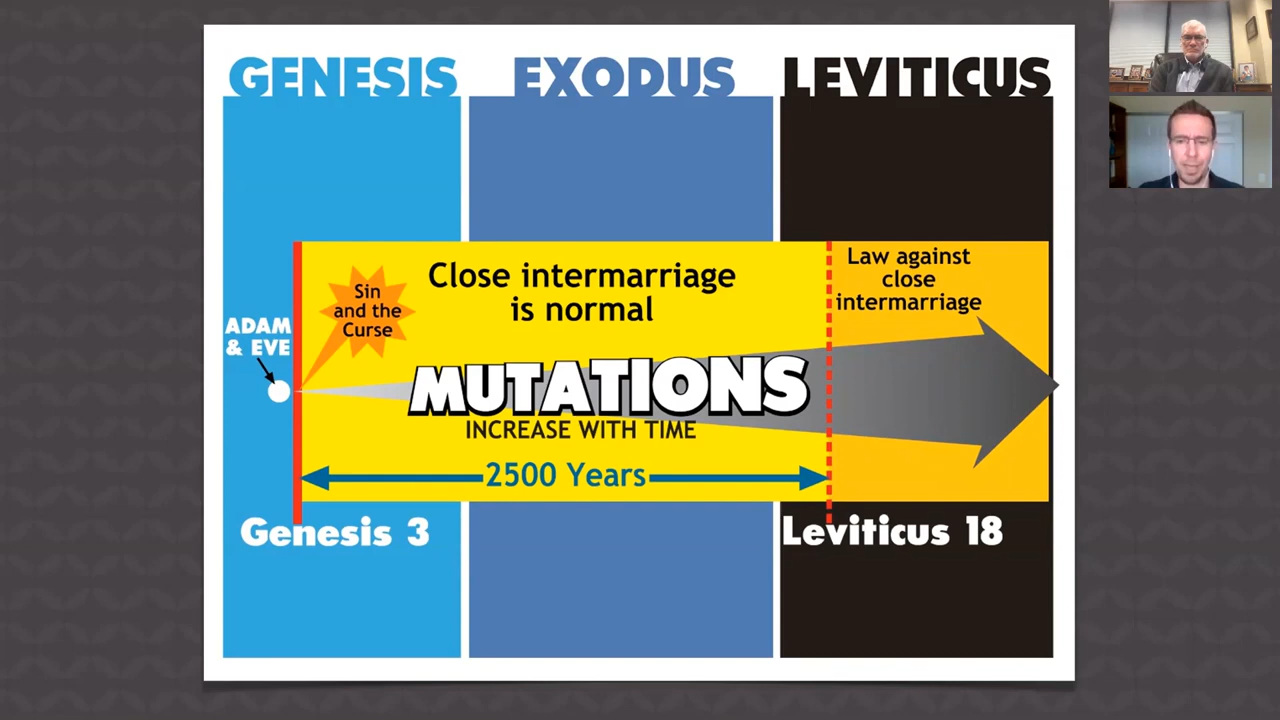 GENESIS
EXODUS
LEVITICUS
Sin
and the
Curse
Close intermarriage
is normal
Law against
close
intermarriage
ADAM
& EVE
MUTATIONS
INCREASE WITH TIME
2500 Years
Genesis 3
Leviticus 18